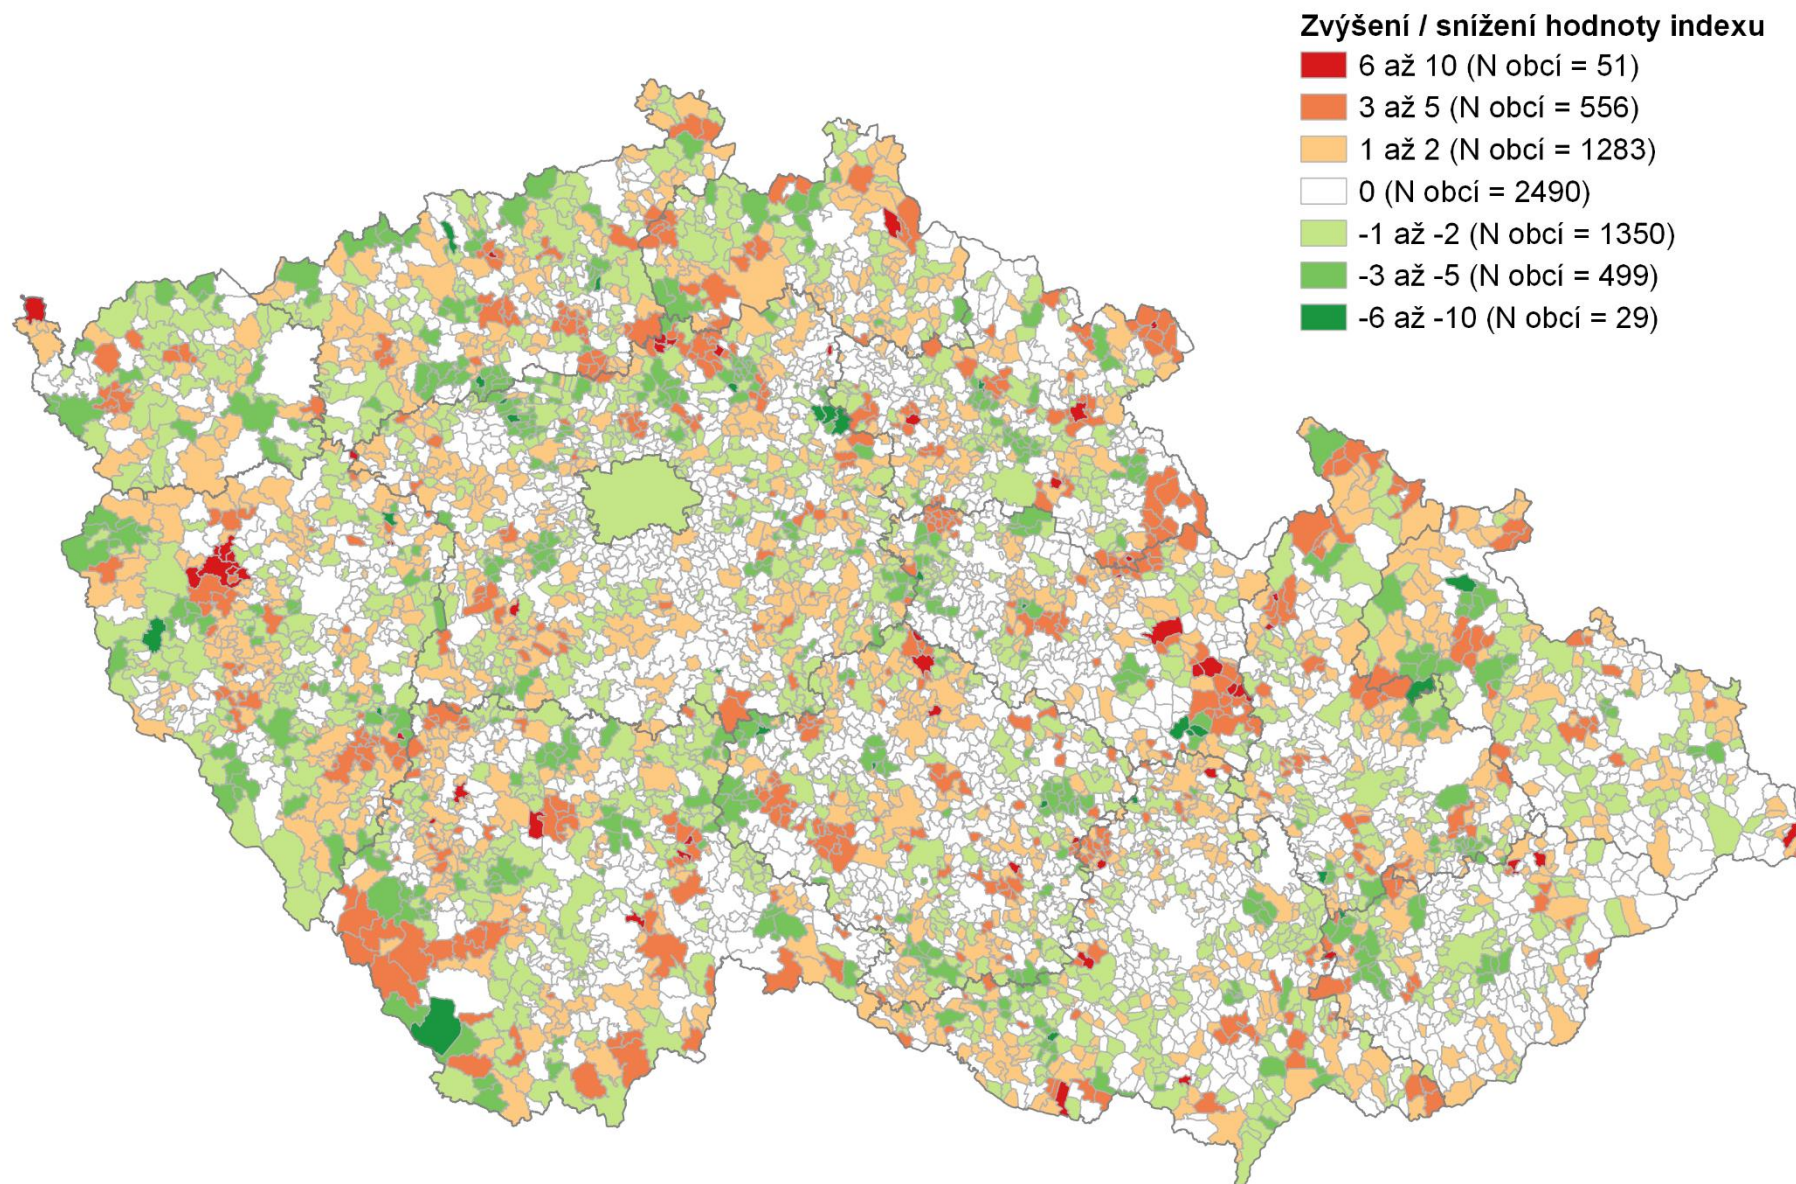 Zvýšení / snížení hodnoty indexu
6 až 10 (N obcí = 51)
3 až 5 (N obcí = 556)
1 až 2 (N obcí = 1283)
0 (N obcí = 2490)
-1 až -2 (N obcí = 1350)
-3 až -5 (N obcí = 499)
-6 až -10 (N obcí = 29)